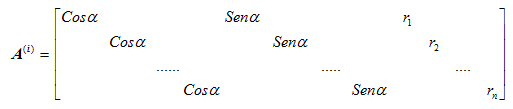 Cosα Senα r₁
A⁽ⁱ⁾ = Cosα Senα r₂
...... ..... ....
Cosα Senα rₙ